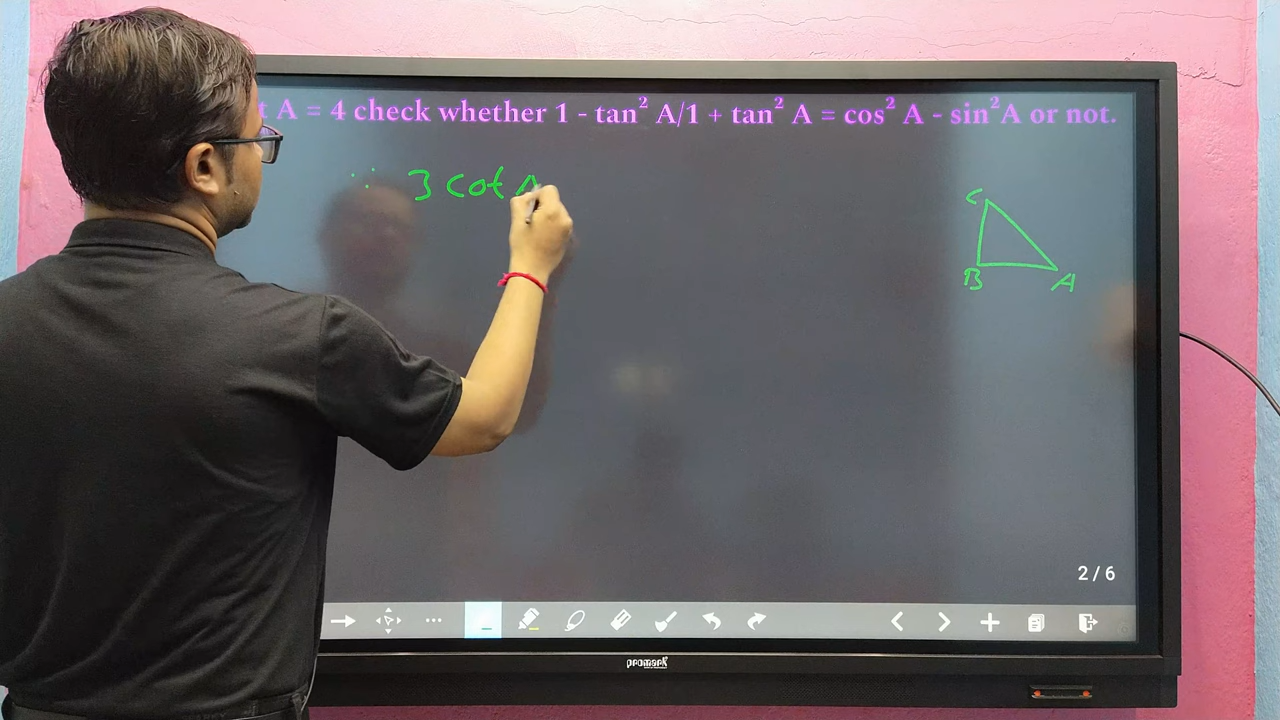 A = 4 check whether 1 - tan² A/1 + tan² A = cos² A - sin²A or not.
∵ 3 cot A
C
B A
2 / 6
promark